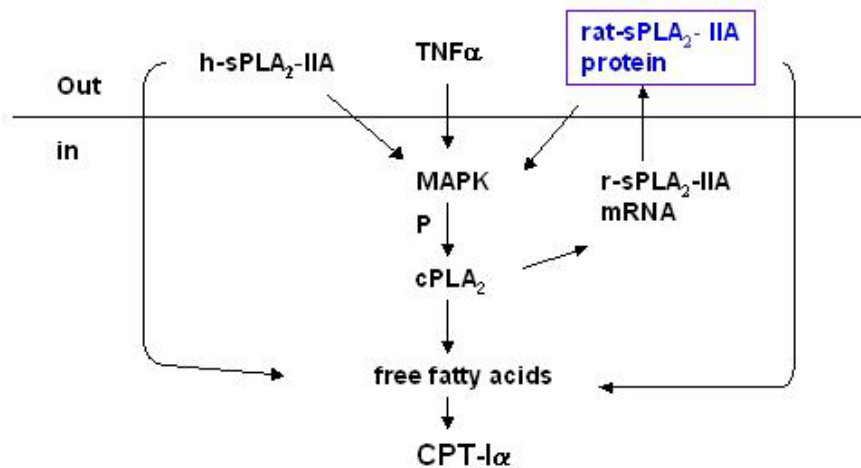 h-sPLA₂-IIA
TNFα
rat-sPLA₂- IIA
protein
Out
in
MAPK
r-sPLA₂-IIA
mRNA
P
cPLA₂
free fatty acids
CPT-Iα